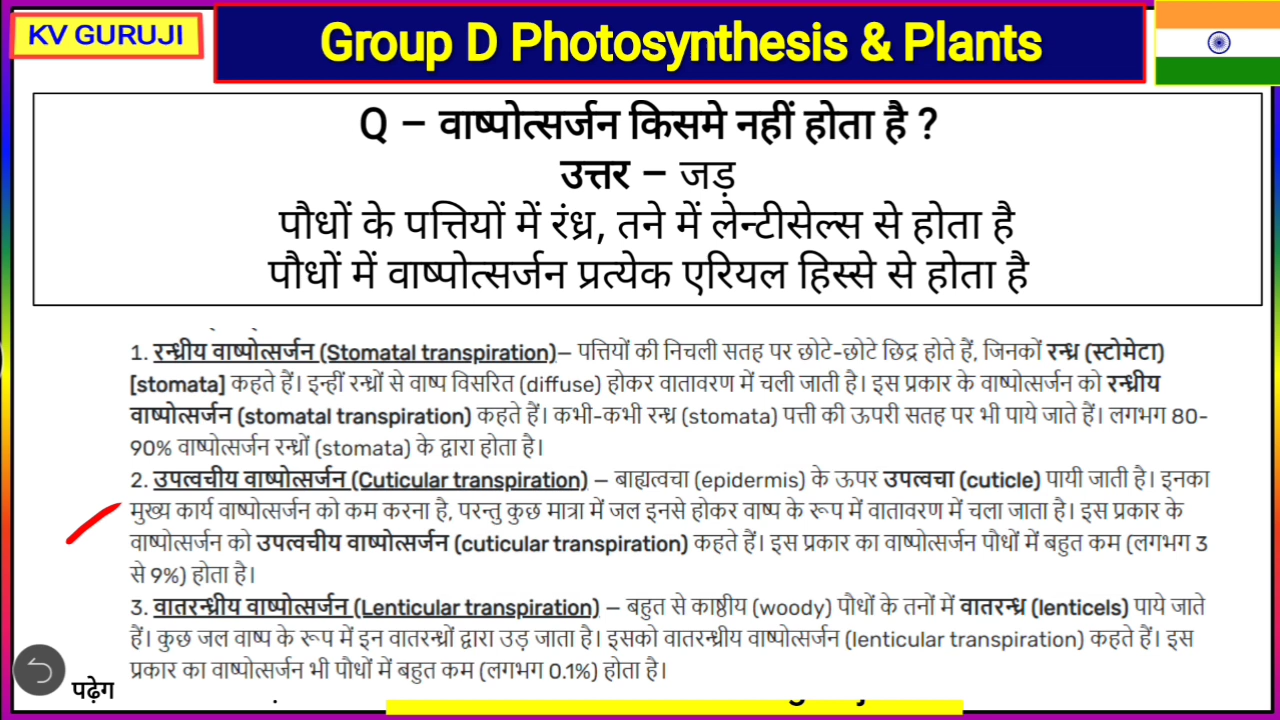 KV GURUJI
Group D Photosynthesis & Plants
Q – वाष्पोत्सर्जन किसमे नहीं होता है ?
उत्तर – जड़
पौधों के पत्तियों में रंध्र, तने में लेन्टीसेल्स से होता है
पौधों में वाष्पोत्सर्जन प्रत्येक एरियल हिस्से से होता है
1. रन्ध्रीय वाष्पोत्सर्जन (Stomatal transpiration)– पत्तियों की निचली सतह पर छोटे-छोटे छिद्र होते हैं, जिनकों रन्ध्र (स्टोमेटा)
[stomata] कहते हैं। इन्हीं रन्ध्रों से वाष्प विसरित (diffuse) होकर वातावरण में चली जाती है। इस प्रकार के वाष्पोत्सर्जन को रन्ध्रीय
वाष्पोत्सर्जन (stomatal transpiration) कहते हैं। कभी-कभी रन्ध्र (stomata) पत्ती की ऊपरी सतह पर भी पाये जाते हैं। लगभग 80-
90% वाष्पोत्सर्जन रन्ध्रों (stomata) के द्वारा होता है।
2. उपत्वचीय वाष्पोत्सर्जन (Cuticular transpiration) – बाह्यत्वचा (epidermis) के ऊपर उपत्वचा (cuticle) पायी जाती है। इनका
मुख्य कार्य वाष्पोत्सर्जन को कम करना है, परन्तु कुछ मात्रा में जल इनसे होकर वाष्प के रूप में वातावरण में चला जाता है। इस प्रकार के
वाष्पोत्सर्जन को उपत्वचीय वाष्पोत्सर्जन (cuticular transpiration) कहते हैं। इस प्रकार का वाष्पोत्सर्जन पौधों में बहुत कम (लगभग 3
से 9%) होता है।
3. वातरन्ध्रीय वाष्पोत्सर्जन (Lenticular transpiration) – बहुत से काष्ठीय (woody) पौधों के तनों में वातरन्ध्र (lenticels) पाये जाते
हैं। कुछ जल वाष्प के रूप में इन वातरन्ध्रों द्वारा उड़ जाता है। इसको वातरन्ध्रीय वाष्पोत्सर्जन (lenticular transpiration) कहते हैं। इस
प्रकार का वाष्पोत्सर्जन भी पौधों में बहुत कम (लगभग 0.1%) होता है।
पढ़ेग